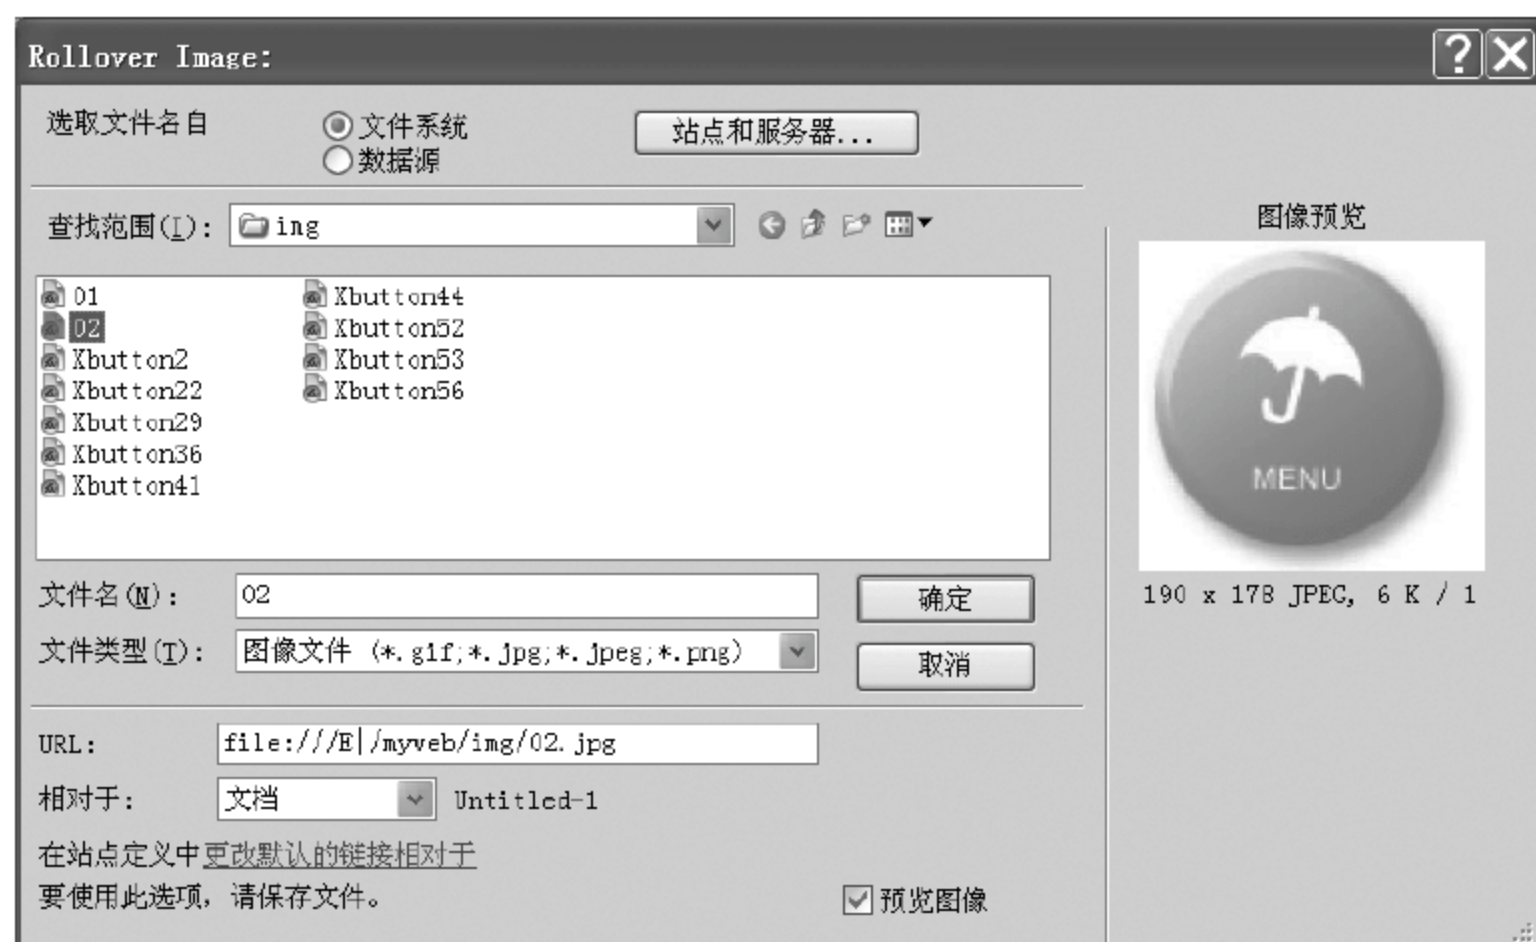 Rollover Image:
选取文件名自
文件系统
站点和服务器...
数据源
查找范围(I):
ing
图像预览
01
02
Xbutton2
Xbutton22
Xbutton29
Xbutton36
Xbutton41
Xbutton44
Xbutton52
Xbutton53
Xbutton56
MENU
190 x 178 JPEG, 6 K / 1
文件名(N):
02
确定
文件类型(T):
图像文件 (*.gif;*.jpg;*.jpeg;*.png)
取消
URL:
file:///E|/myweb/img/02.jpg
相对于:
文档
Untitled-1
在站点定义中更改默认的链接相对于
要使用此选项，请保存文件。
预览图像